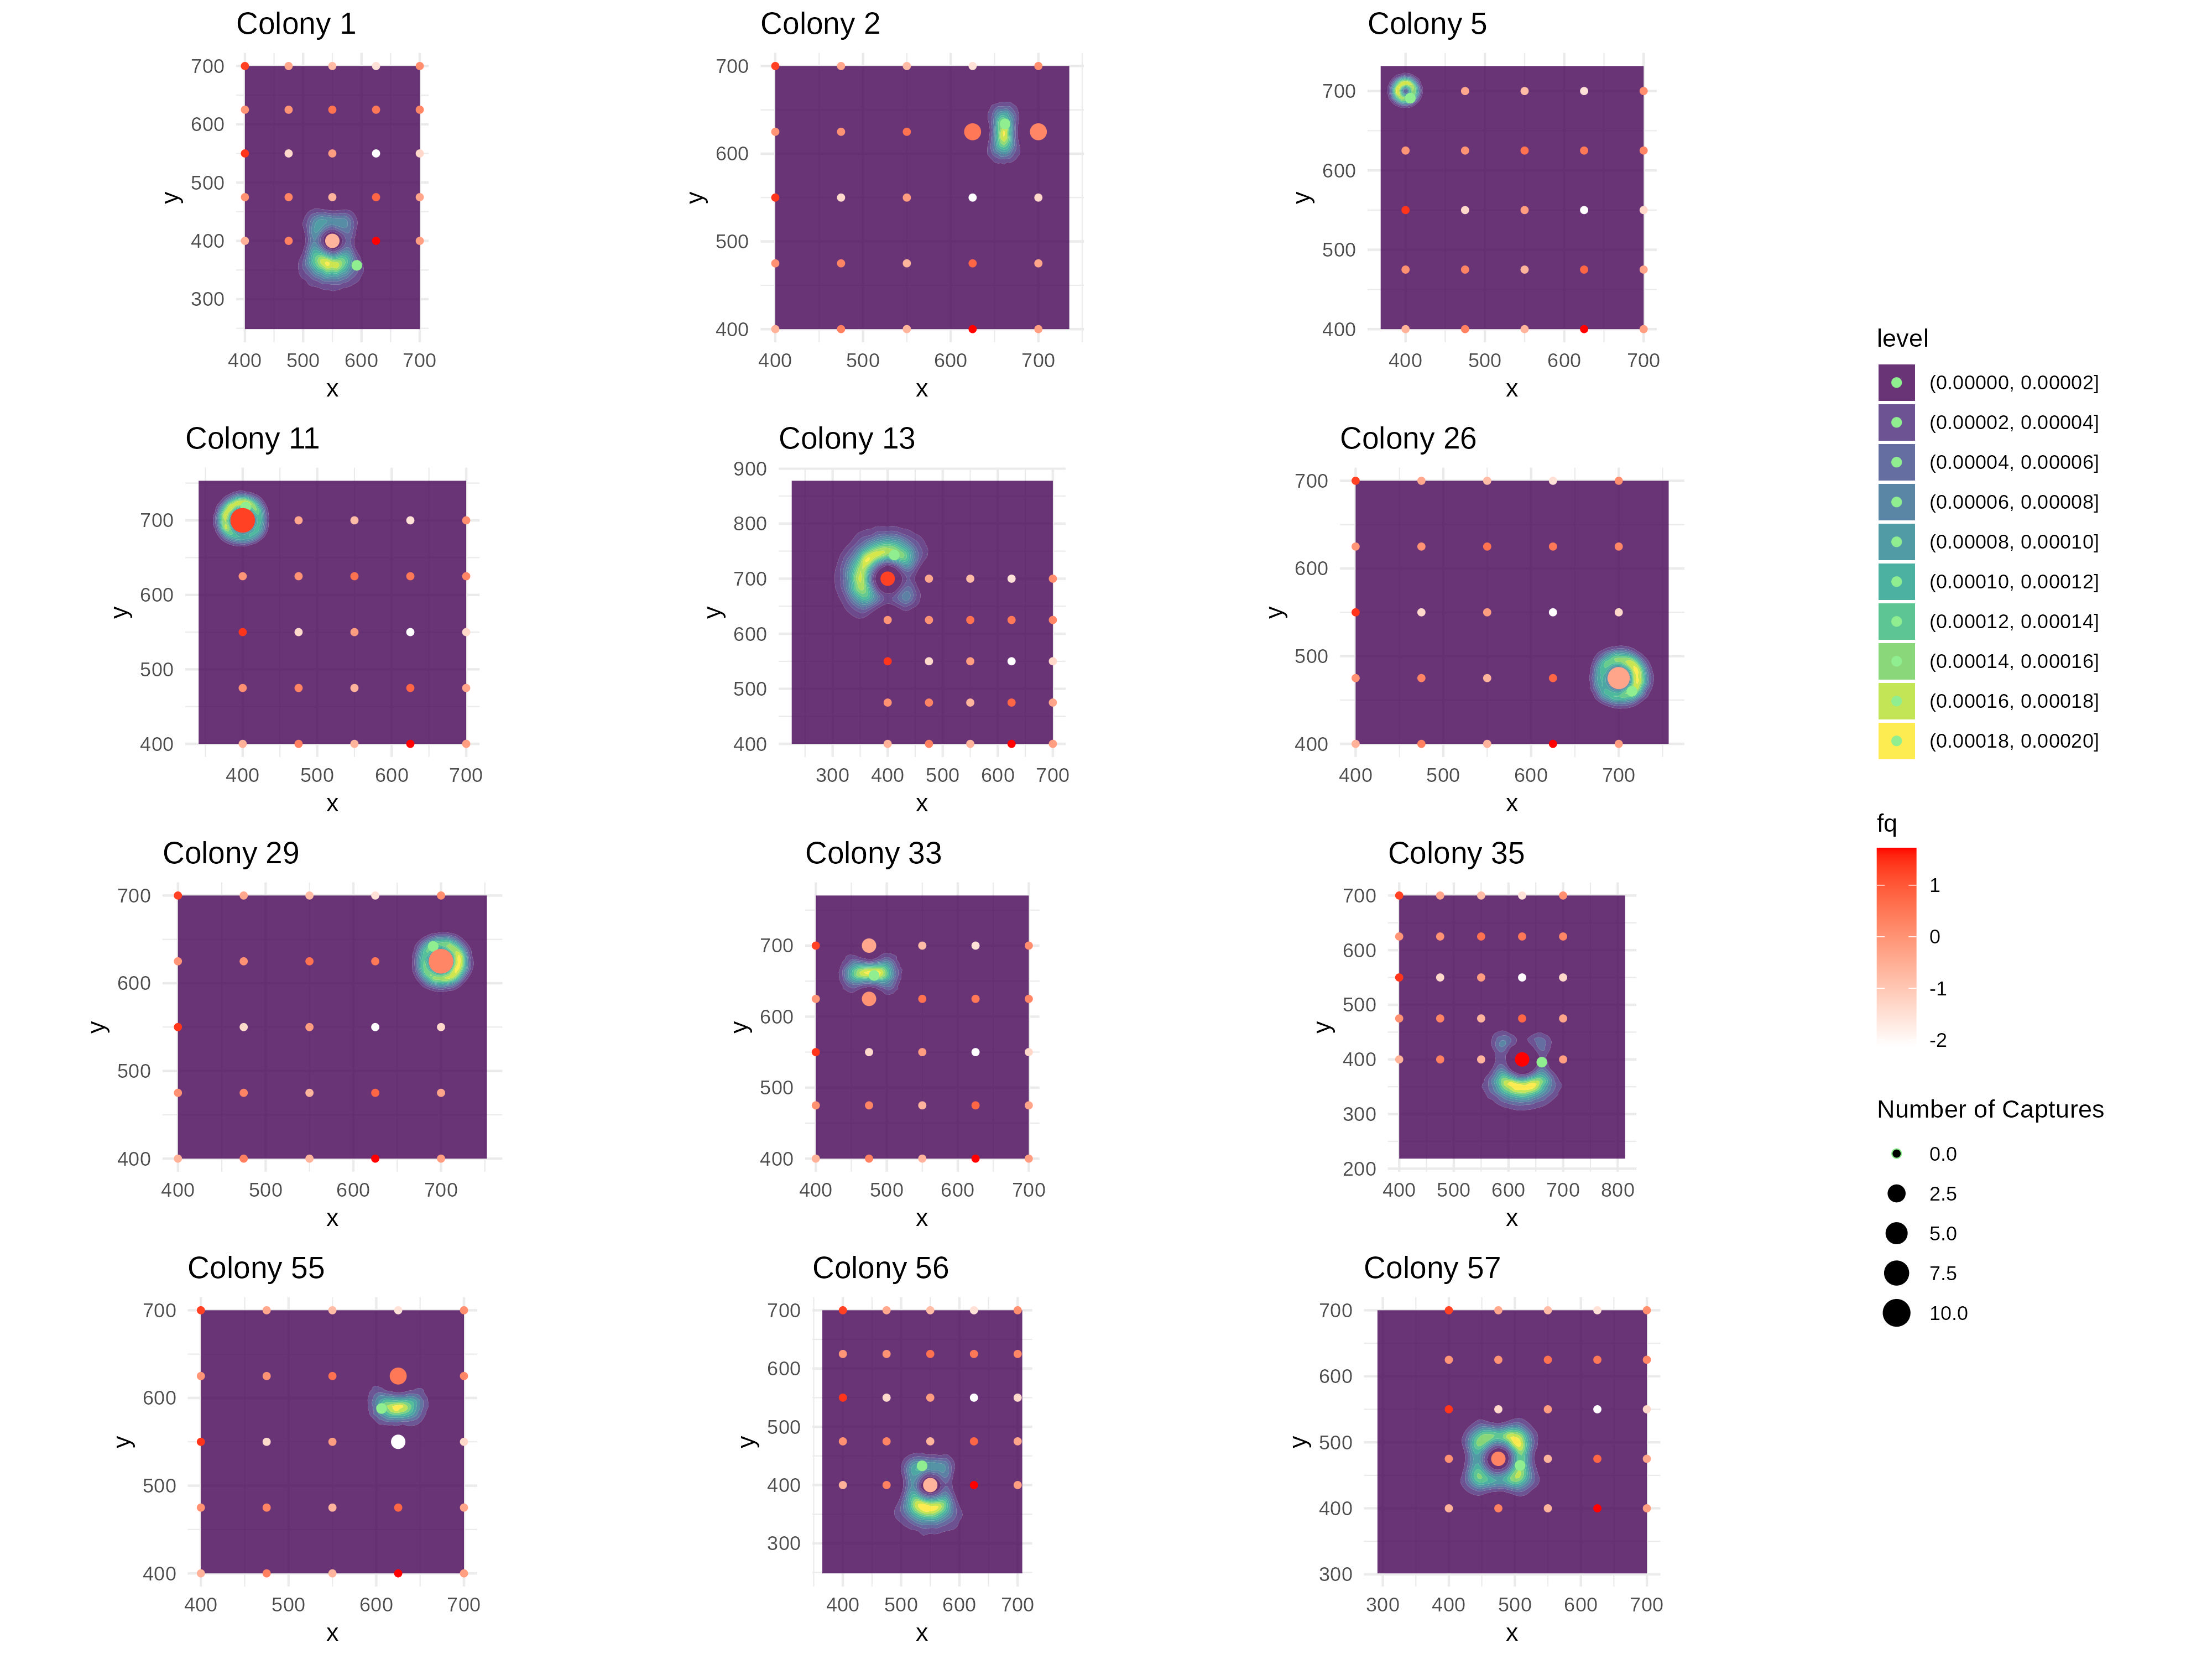 Colony 1
Colony 2
Colony 5
700
600
500
400
300
y
400 500 600 700
x
700
600
500
400
y
400 500 600 700
x
700
600
500
400
y
400 500 600 700
x
Colony 11
Colony 13
Colony 26
700
600
500
400
y
400 500 600 700
x
900
800
700
600
500
400
y
300 400 500 600 700
x
700
600
500
400
y
400 500 600 700
x
Colony 29
Colony 33
Colony 35
700
600
500
400
y
400 500 600 700
x
700
600
500
400
y
400 500 600 700
x
700
600
500
400
300
200
y
400 500 600 700 800
x
Colony 55
Colony 56
Colony 57
700
600
500
400
y
400 500 600 700
x
700
600
500
400
300
y
400 500 600 700
x
700
600
500
400
300
y
300 400 500 600 700
x
level
(0.00000, 0.00002]
(0.00002, 0.00004]
(0.00004, 0.00006]
(0.00006, 0.00008]
(0.00008, 0.00010]
(0.00010, 0.00012]
(0.00012, 0.00014]
(0.00014, 0.00016]
(0.00016, 0.00018]
(0.00018, 0.00020]
fq
1
0
-1
-2
Number of Captures
0.0
2.5
5.0
7.5
10.0